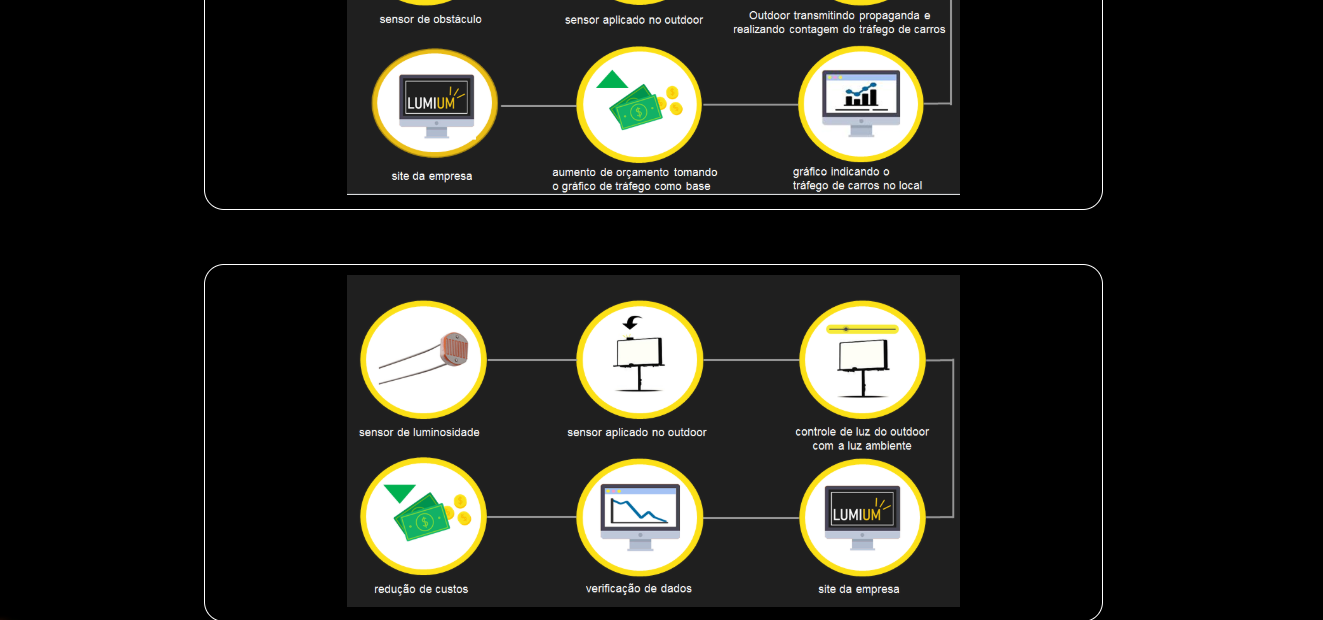 sensor de obstáculo
sensor aplicado no outdoor
Outdoor transmitindo propaganda e
realizando contagem do tráfego de carros
LUMIUM
site da empresa
aumento de orçamento tomando
o gráfico de tráfego como base
gráfico indicando o
tráfego de carros no local
sensor de luminosidade
sensor aplicado no outdoor
controle de luz do outdoor
com a luz ambiente
redução de custos
verificação de dados
LUMIUM
site da empresa